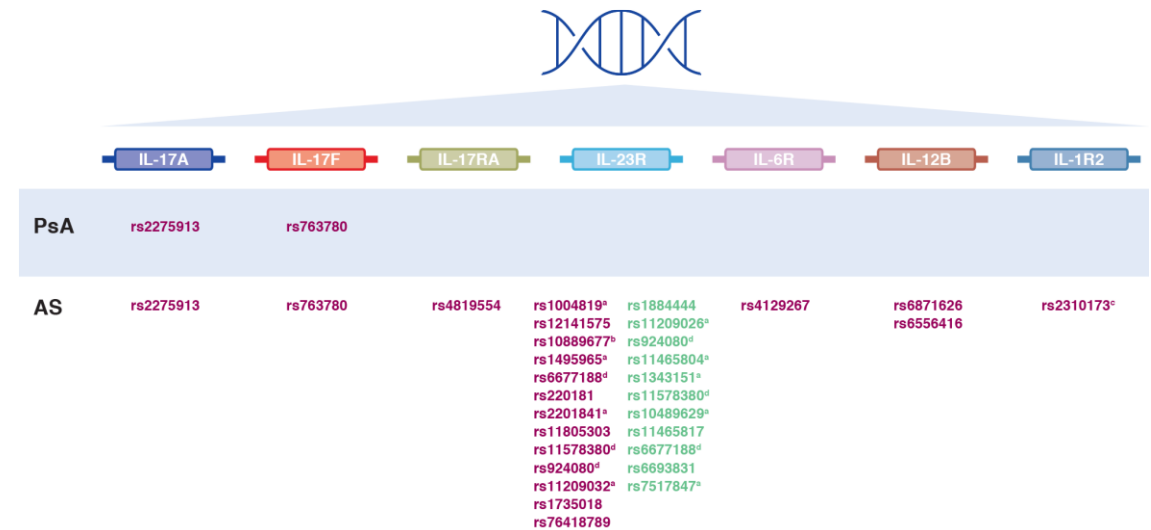 IL-17A IL-17F IL-17RA IL-23R IL-6R IL-12B IL-1R2
PsA rs2275913 rs763780
AS rs2275913 rs763780 rs4819554 rs1004819ᵃ rs1884444 rs4129267 rs6871626 rs2310173ᶜ
rs12141575 rs11209026ᵃ rs6556416
rs10889677ᵇ rs924080ᵈ
rs1495965ᵃ rs11465804ᵃ
rs6677188ᵈ rs1343151ᵃ
rs220181 rs11578380ᵈ
rs2201841ᵃ rs10489629ᵃ
rs11805303 rs11465817
rs11578380ᵈ rs6677188ᵈ
rs924080ᵈ rs6693831
rs11209032ᵃ rs7517847ᵃ
rs1735018
rs76418789